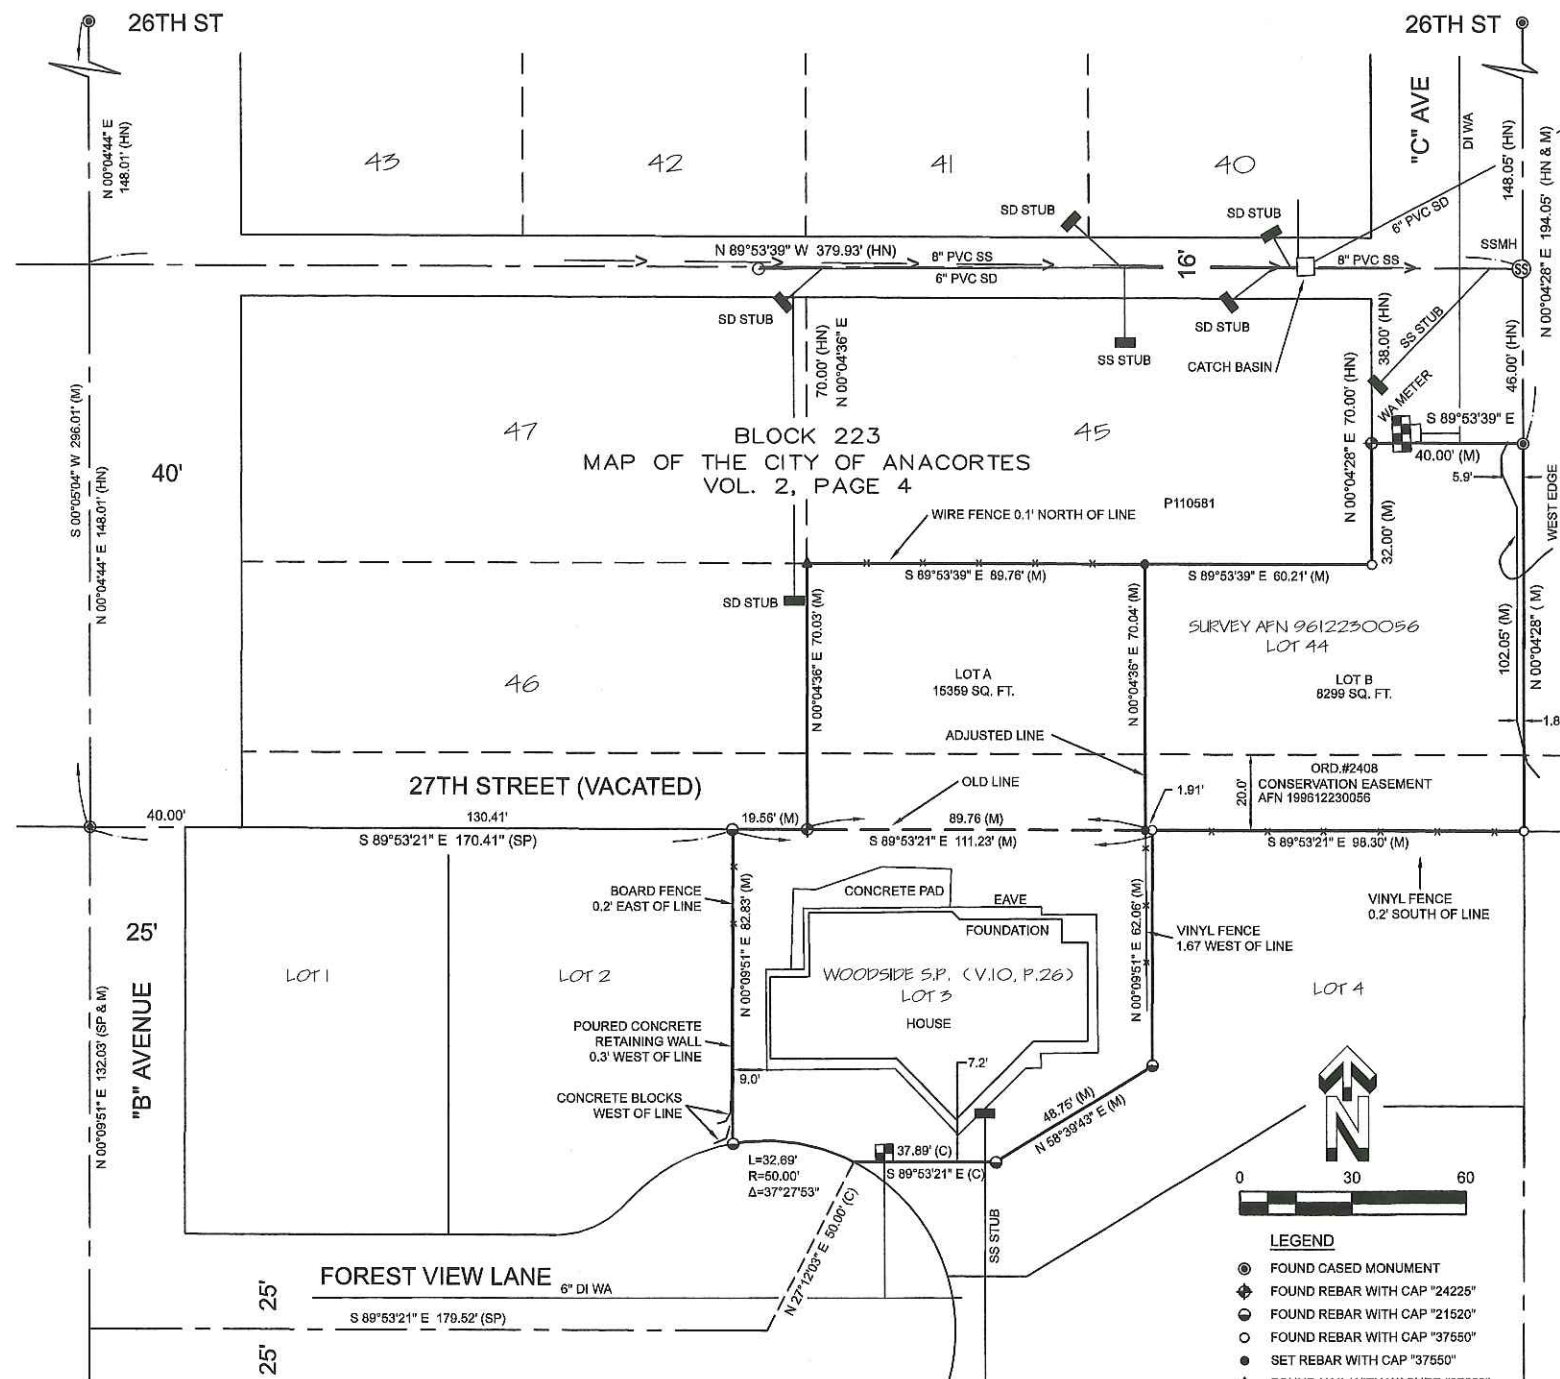 26TH ST
26TH ST
"C" AVE
DI WA
N 00°04'44" E
148.01' (HN)
148.05' (HN)
N 00°04'28" E 194.05' (HN & M)
43
42
41
40
SD STUB
SD STUB
6" PVC SD
SSMH
SS
N 89°53'39" W 379.93' (HN)
8" PVC SS
6" PVC SD
16'
8" PVC SS
SD STUB
SD STUB
SS STUB
CATCH BASIN
70.00' (HN)
N 00°04'36" E
38.00' (HN)
SS STUB
46.00' (HN)
N 00°04'28" E 70.00' (HN)
WA METER
S 89°53'39" E
40.00' (M)
5.9'
WEST EDGE
S 00°05'04" W 296.01' (M)
N 00°04'44" E 148.01' (HN)
40'
47
45
BLOCK 223
MAP OF THE CITY OF ANACORTES
VOL. 2, PAGE 4
P110581
WIRE FENCE 0.1' NORTH OF LINE
32.00' (M)
S 89°53'39" E 89.76' (M)
S 89°53'39" E 60.21' (M)
SD STUB
N 00°04'36" E 70.03' (M)
N 00°04'36" E 70.04' (M)
SURVEY AFN 9612230056
LOT 44
102.05' (M)
N 00°04'28" ( M)
46
LOT A
15359 SQ. FT.
LOT B
8299 SQ. FT.
1.8
ADJUSTED LINE
27TH STREET (VACATED)
OLD LINE
1.91'
20.0'
ORD.#2408
CONSERVATION EASEMENT
AFN 199612230056
40.00'
130.41'
19.56' (M)
89.76 (M)
S 89°53'21" E 170.41" (SP)
S 89°53'21" E 111.23' (M)
S 89°53'21" E 98.30' (M)
BOARD FENCE
0.2' EAST OF LINE
N 00°09'51" E 82.83' (M)
CONCRETE PAD
EAVE
FOUNDATION
N 00°09'51" E 62.06' (M)
VINYL FENCE
0.2' SOUTH OF LINE
VINYL FENCE
1.67 WEST OF LINE
25'
"B" AVENUE
N 00°09'51" E 132.03' (SP & M)
LOT 1
LOT 2
WOODSIDE S.P. (V.10, P.26)
LOT 3
HOUSE
LOT 4
POURED CONCRETE
RETAINING WALL
0.3' WEST OF LINE
9.0'
7.2'
CONCRETE BLOCKS
WEST OF LINE
48.75' (M)
N 58°39'43" E (M)
37.89' (C)
S 89°53'21" E (C)
L=32.69'
R=50.00'
Δ=37°27'53"
N 27°12'03" E 50.00' (C)
SS STUB
N
0 30 60
FOREST VIEW LANE
6" DI WA
25'
S 89°53'21" E 179.52' (SP)
25'
LEGEND
FOUND CASED MONUMENT
FOUND REBAR WITH CAP "24225"
FOUND REBAR WITH CAP "21520"
FOUND REBAR WITH CAP "37550"
SET REBAR WITH CAP "37550"